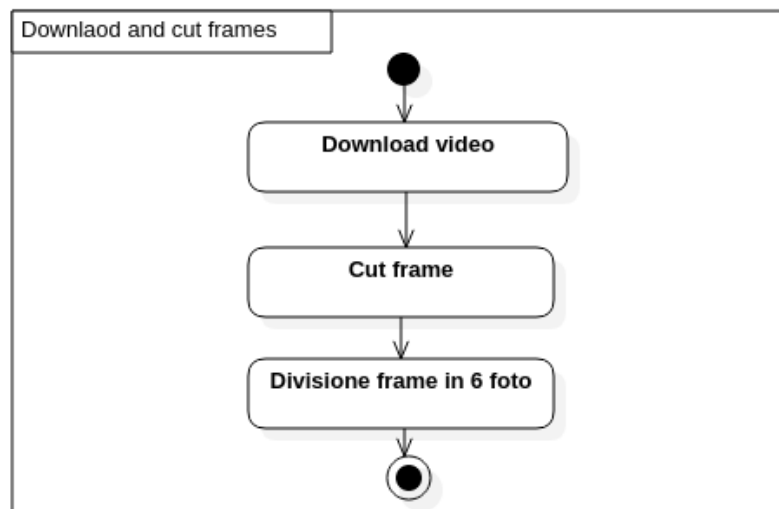 Downlaod and cut frames
Download video
Cut frame
Divisione frame in 6 foto